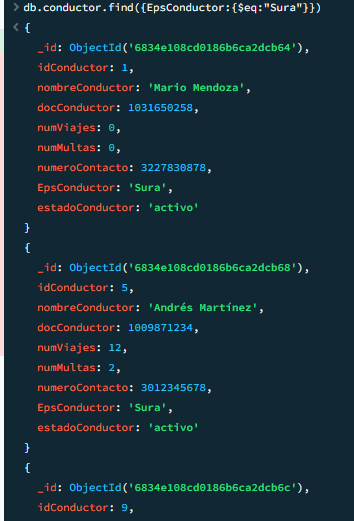 > db.conductor.find({EpsConductor:{$eq:"Sura"}})
< {
_id: ObjectId('6834e108cd0186b6ca2dcb64'),
idConductor: 1,
nombreConductor: 'Mario Mendoza',
docConductor: 1031650258,
numViajes: 0,
numMultas: 0,
numeroContacto: 3227830878,
EpsConductor: 'Sura',
estadoConductor: 'activo'
}
{
_id: ObjectId('6834e108cd0186b6ca2dcb68'),
idConductor: 5,
nombreConductor: 'Andrés Martínez',
docConductor: 1009871234,
numViajes: 12,
numMultas: 2,
numeroContacto: 3012345678,
EpsConductor: 'Sura',
estadoConductor: 'activo'
}
{
_id: ObjectId('6834e108cd0186b6ca2dcb6c'),
idConductor: 9,